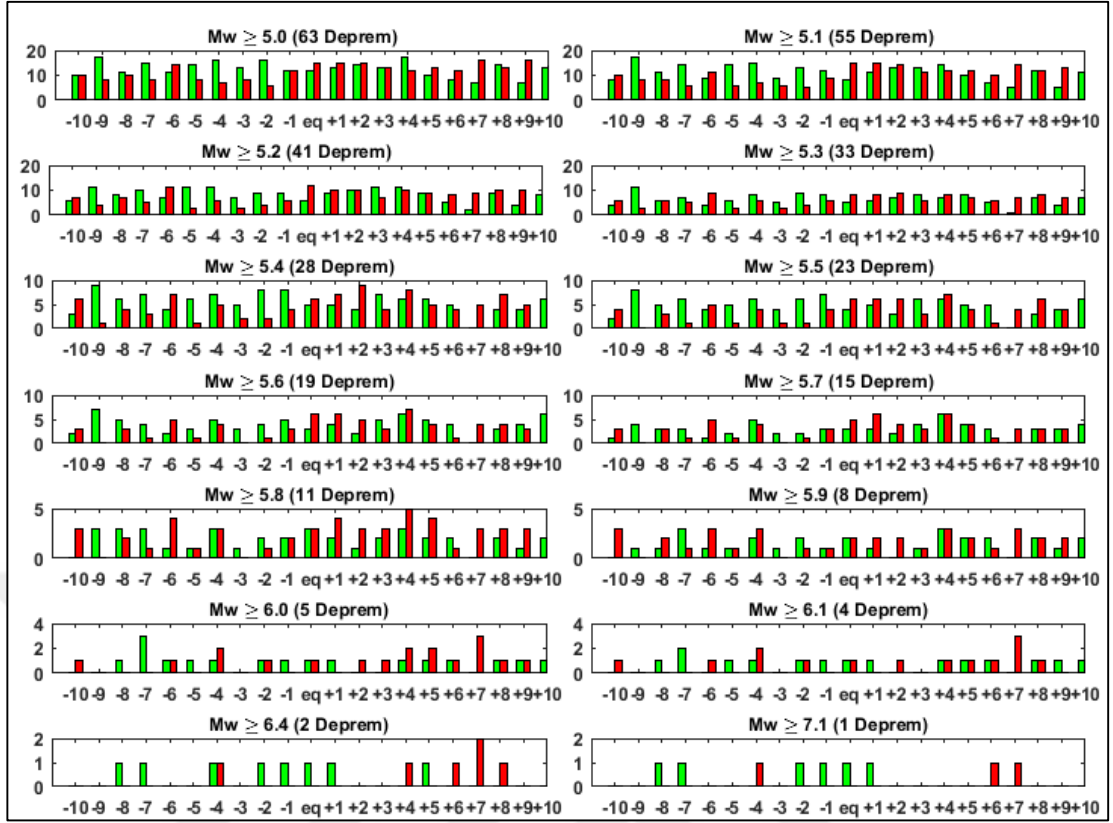 Mw ≥ 5.0 (63 Deprem)
20
10
0
-10 -9 -8 -7 -6 -5 -4 -3 -2 -1 eq +1 +2 +3 +4 +5 +6 +7 +8 +9 +10
Mw ≥ 5.1 (55 Deprem)
20
10
0
-10 -9 -8 -7 -6 -5 -4 -3 -2 -1 eq +1 +2 +3 +4 +5 +6 +7 +8 +9 +10
Mw ≥ 5.2 (41 Deprem)
20
10
0
-10 -9 -8 -7 -6 -5 -4 -3 -2 -1 eq +1 +2 +3 +4 +5 +6 +7 +8 +9 +10
Mw ≥ 5.3 (33 Deprem)
20
10
0
-10 -9 -8 -7 -6 -5 -4 -3 -2 -1 eq +1 +2 +3 +4 +5 +6 +7 +8 +9 +10
Mw ≥ 5.4 (28 Deprem)
10
5
0
-10 -9 -8 -7 -6 -5 -4 -3 -2 -1 eq +1 +2 +3 +4 +5 +6 +7 +8 +9 +10
Mw ≥ 5.5 (23 Deprem)
10
5
0
-10 -9 -8 -7 -6 -5 -4 -3 -2 -1 eq +1 +2 +3 +4 +5 +6 +7 +8 +9 +10
Mw ≥ 5.6 (19 Deprem)
10
5
0
-10 -9 -8 -7 -6 -5 -4 -3 -2 -1 eq +1 +2 +3 +4 +5 +6 +7 +8 +9 +10
Mw ≥ 5.7 (15 Deprem)
10
5
0
-10 -9 -8 -7 -6 -5 -4 -3 -2 -1 eq +1 +2 +3 +4 +5 +6 +7 +8 +9 +10
Mw ≥ 5.8 (11 Deprem)
5
0
-10 -9 -8 -7 -6 -5 -4 -3 -2 -1 eq +1 +2 +3 +4 +5 +6 +7 +8 +9 +10
Mw ≥ 5.9 (8 Deprem)
5
0
-10 -9 -8 -7 -6 -5 -4 -3 -2 -1 eq +1 +2 +3 +4 +5 +6 +7 +8 +9 +10
Mw ≥ 6.0 (5 Deprem)
4
2
0
-10 -9 -8 -7 -6 -5 -4 -3 -2 -1 eq +1 +2 +3 +4 +5 +6 +7 +8 +9 +10
Mw ≥ 6.1 (4 Deprem)
4
2
0
-10 -9 -8 -7 -6 -5 -4 -3 -2 -1 eq +1 +2 +3 +4 +5 +6 +7 +8 +9 +10
Mw ≥ 6.4 (2 Deprem)
2
1
0
-10 -9 -8 -7 -6 -5 -4 -3 -2 -1 eq +1 +2 +3 +4 +5 +6 +7 +8 +9 +10
Mw ≥ 7.1 (1 Deprem)
2
1
0
-10 -9 -8 -7 -6 -5 -4 -3 -2 -1 eq +1 +2 +3 +4 +5 +6 +7 +8 +9 +10